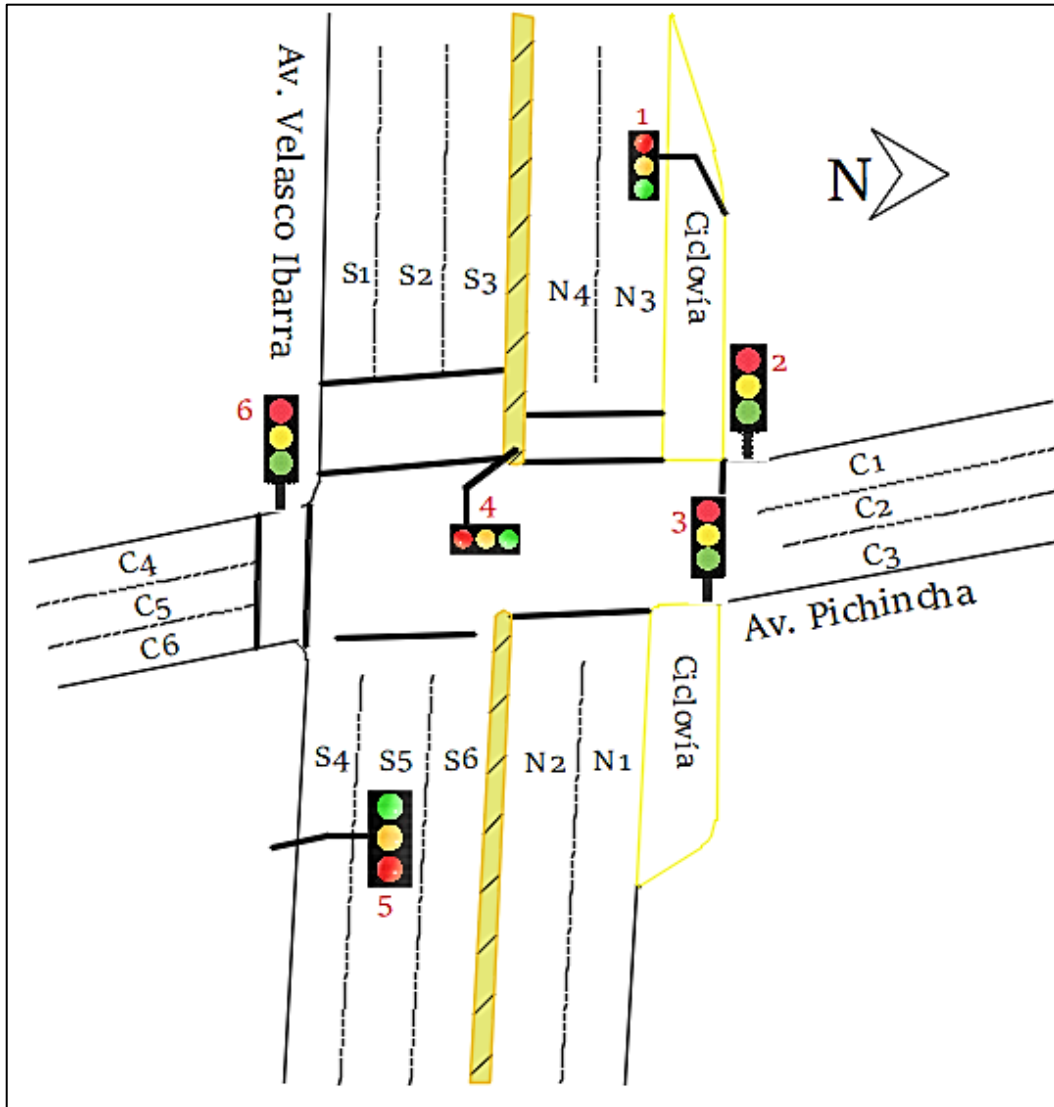 Av. Velasco Ibarra
1
N
Ciclovía
S1
S2
S3
N4
N3
2
6
C1
4
3
C2
C3
C4
C5
C6
Av. Pichincha
Ciclovía
S4
S5
S6
N2
N1
5